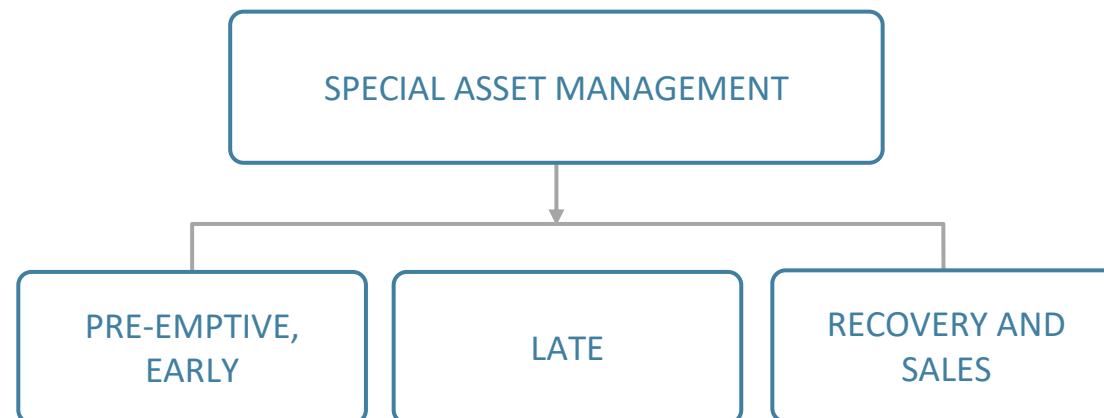 SPECIAL ASSET MANAGEMENT
PRE-EMPTIVE,
EARLY
LATE
RECOVERY AND
SALES